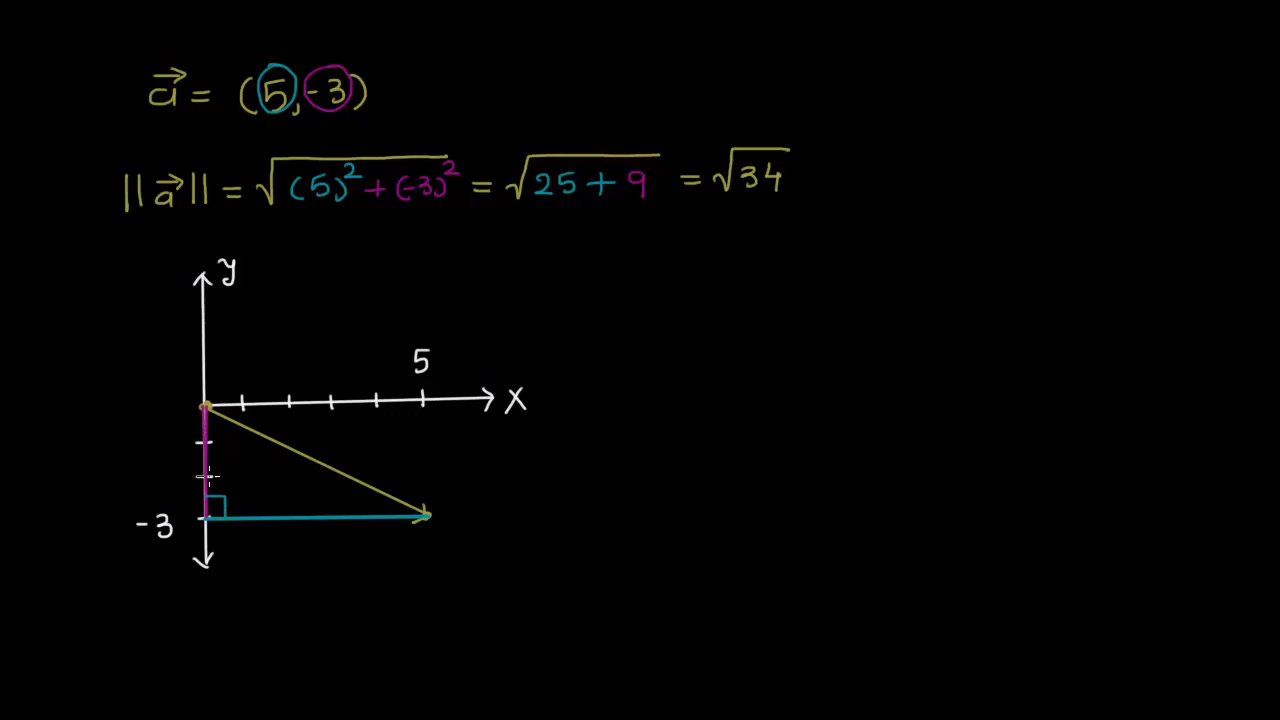 a⃗ = (5,-3)
||a⃗|| = √((5)² + (-3)²) = √(25 + 9) = √34
y
5
X
-3